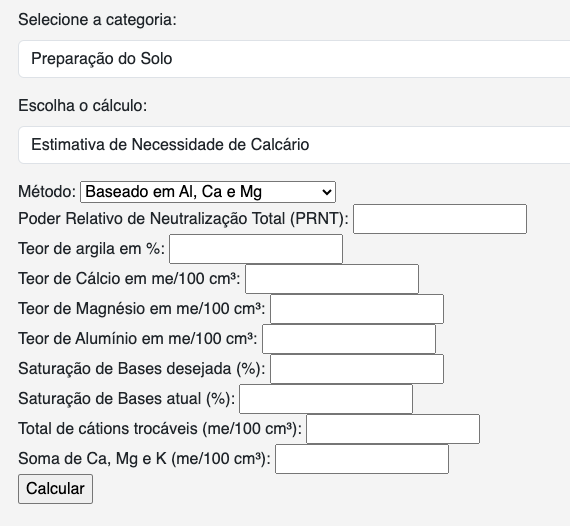 Selecione a categoria:
Preparação do Solo
Escolha o cálculo:
Estimativa de Necessidade de Calcário
Método: Baseado em Al, Ca e Mg
Poder Relativo de Neutralização Total (PRNT):
Teor de argila em %:
Teor de Cálcio em me/100 cm³:
Teor de Magnésio em me/100 cm³:
Teor de Alumínio em me/100 cm³:
Saturação de Bases desejada (%):
Saturação de Bases atual (%):
Total de cátions trocáveis (me/100 cm³):
Soma de Ca, Mg e K (me/100 cm³):
Calcular